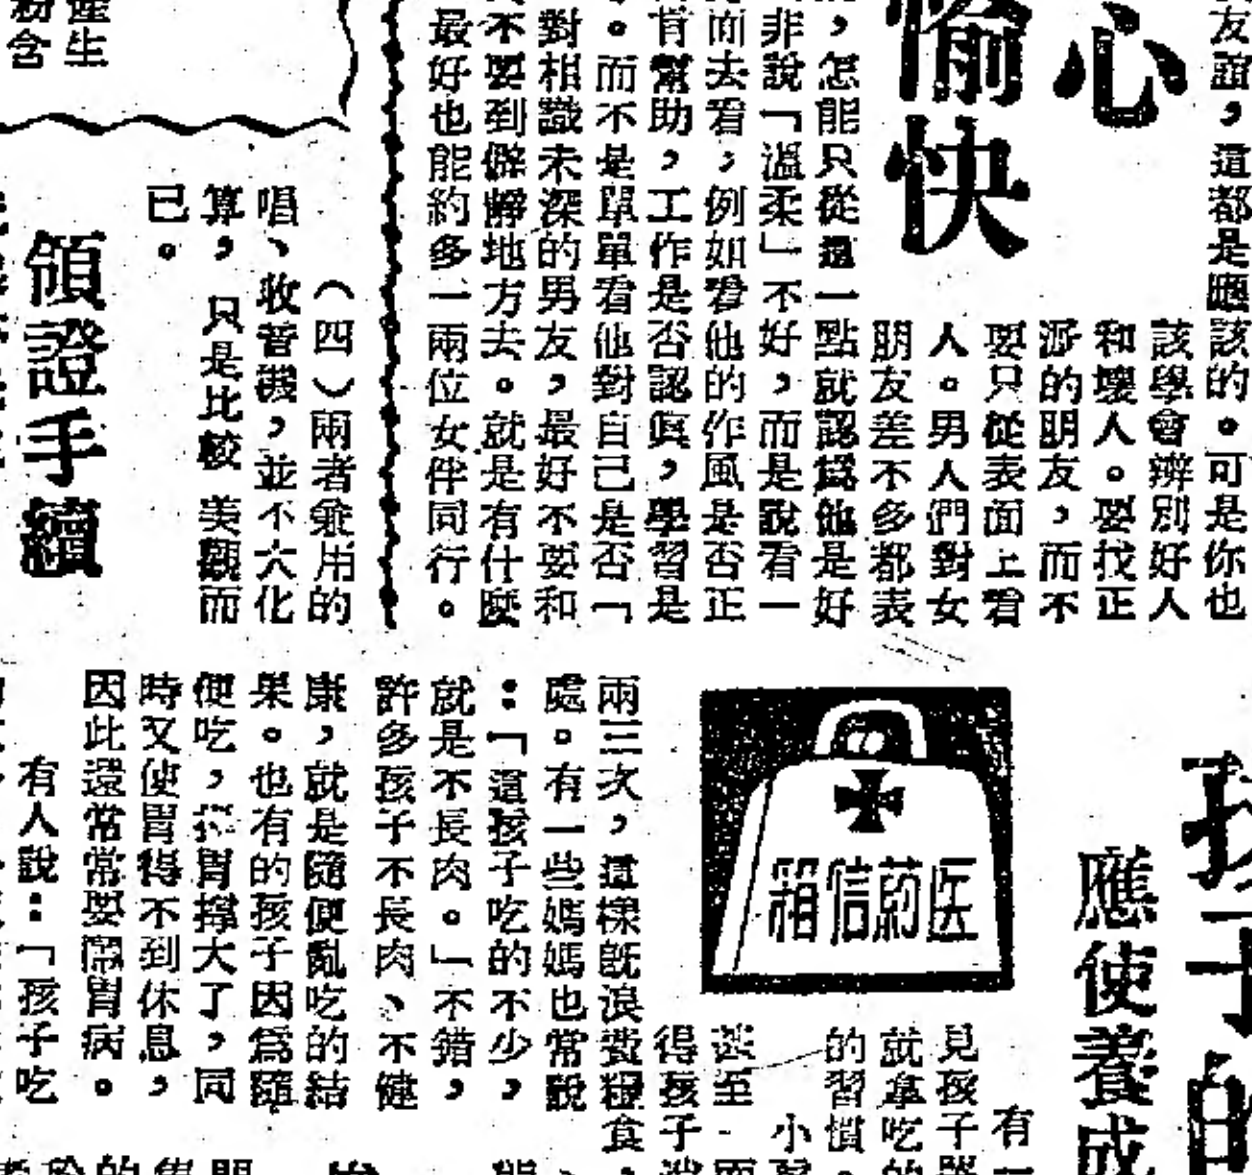 心
愉快
友誼，這都是應該的。可是你也
該學會辨別好人
和壞人。要找正
派的朋友，而不
要只從表面上看
人。男人們對女
朋友差不多都表
，怎能只從這一點就認爲他是好
非說「溫柔」不好，而是說看一
面去看，例如看他的作風是否正
肯幫助，工作是否認真，學習是
。而不是單單看他對自己是否「
對相識未深的男友，最好不要和
不要到僻靜地方去。就是有什麼
最好也能約多一兩位女伴同行。
產生
含
（四）兩者兼用的
唱、收音機，並不大化
算，只是比較美觀而
已。
領證手續
應使養成
医葯信箱
有
見孩子
就拿吃的
的習慣。
小
甚至
得孩子
兩三次，這樣旣浪費糧食，
處。有一些媽媽也常說
：「這孩子吃的不少，
就是不長肉。」不錯，
許多孩子不長肉、不健
康，就是隨便亂吃的結
果。也有的孩子因爲隨
便吃，把胃撑大了，同
時又使胃得不到休息，
因此還常常要鬧胃病。
有人說：「孩子吃